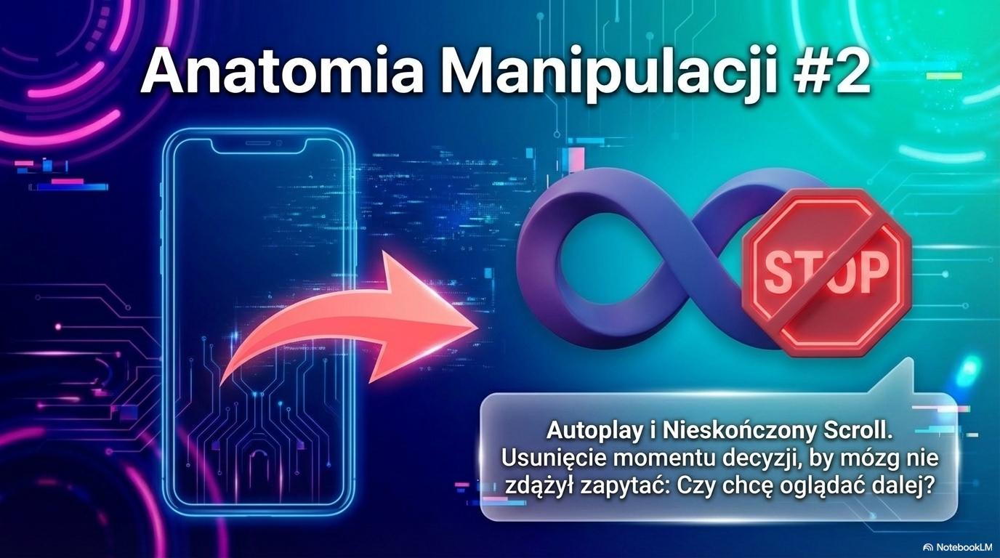 Anatomia Manipulacji #2
STOP
Autoplay i Nieskończony Scroll.
Usunięcie momentu decyzji, by mózg nie
zdążył zapytać: Czy chcę oglądać dalej?
NotebookLM